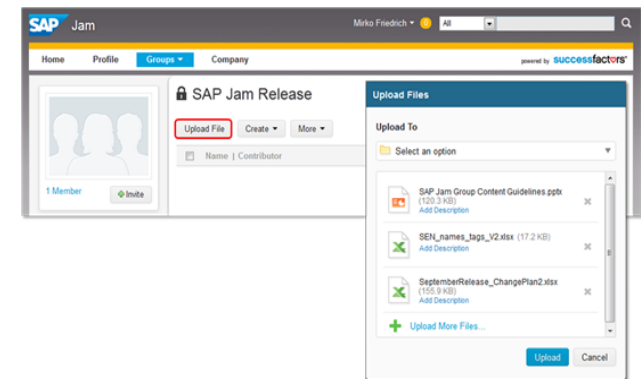 SAP Jam
Mirko Friedrich 0 All
Home Profile Groups Company
powered by successfactors
SAP Jam Release
Upload File Create More
Name | Contributor
1 Member
Invite
Upload Files
Upload To
Select an option
SAP Jam Group Content Guidelines.pptx
(120.3 KB)
Add Description
SEN_names_tags_V2.xlsx (17.2 KB)
Add Description
SeptemberRelease_ChangePlan2.xlsx
(155.9 KB)
Add Description
Upload More Files...
Upload Cancel